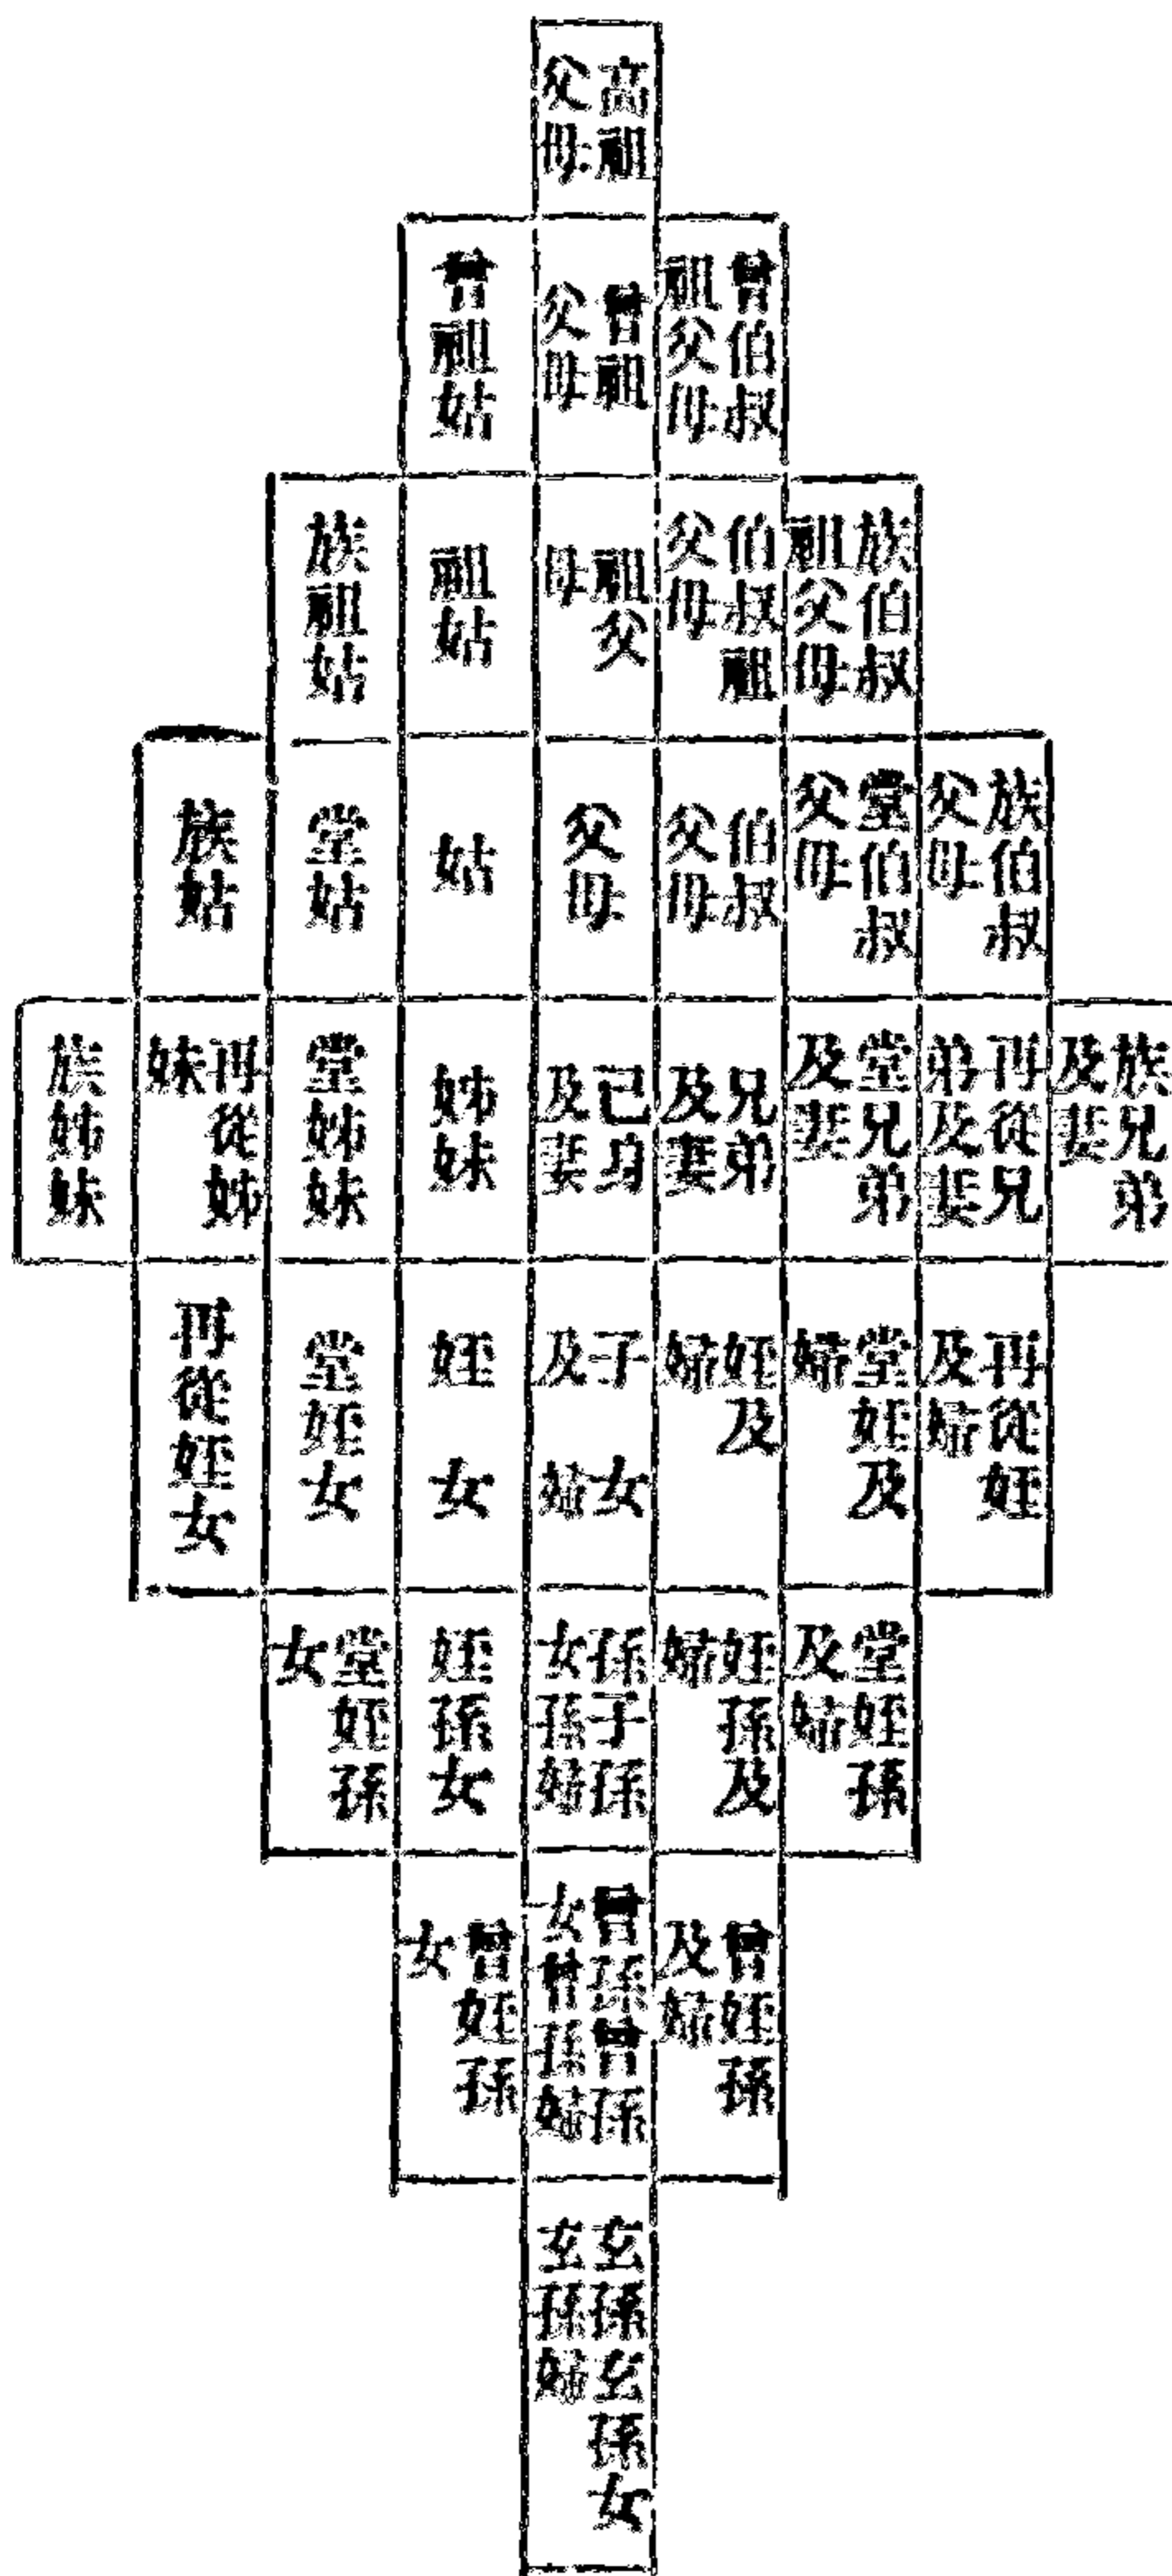 高祖
父母
曾伯叔
祖父母
曾祖
父母
曾祖姑
族伯叔
祖父母
伯叔祖
父母
祖父
母
祖姑
族祖姑
族伯叔
父母
堂伯叔
父母
伯叔
父母
父母
姑
堂姑
族姑
族兄弟
及妻
再從兄
弟及妻
堂兄弟
及妻
兄弟
及妻
已身
及妻
姊妹
堂姊妹
再從姊
妹
族姊妹
再從姪
及婦
堂姪及
婦
姪及
婦
子女
及婦
姪女
堂姪女
再從姪女
堂姪孫
及婦
姪孫及
婦
孫子孫
女孫婦
姪孫女
堂姪孫
女
曾姪孫
及婦
曾孫曾孫
女曾孫婦
曾姪孫
女
玄孫玄孫女
玄孫婦